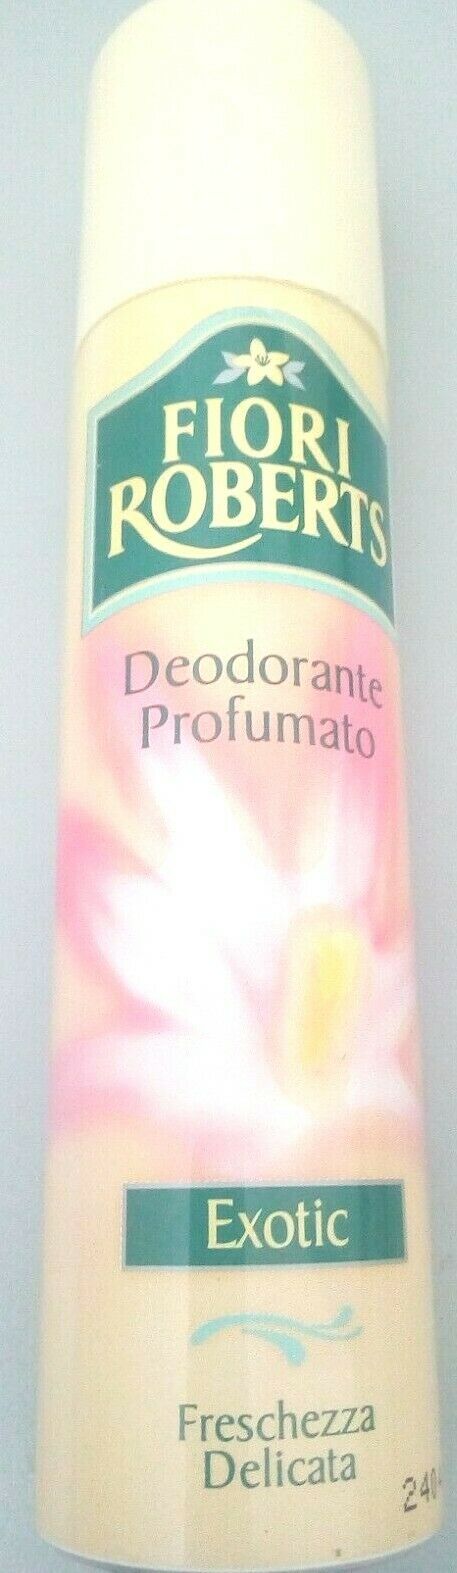 FIORI
ROBERTS
Deodorante
Profumato
Exotic
Freschezza
Delicata